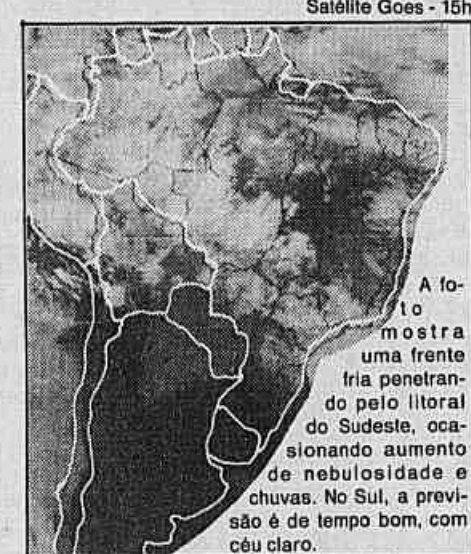 Satélite Goes - 15h
A fo-
to
mostra
uma frente
fria penetran-
do pelo litoral
do Sudeste, oca-
sionando aumento
de nebulosidade e
chuvas. No Sul, a previ-
são é de tempo bom, com
céu claro.